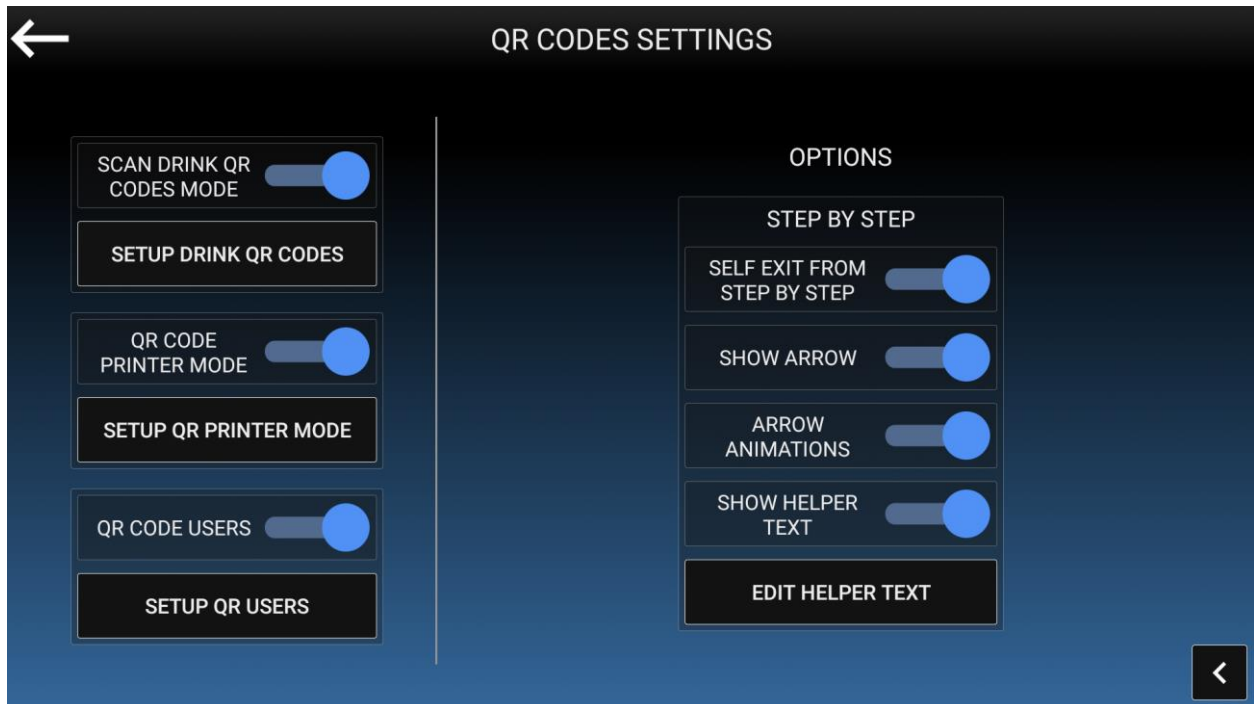 QR CODES SETTINGS
SCAN DRINK QR
CODES MODE
SETUP DRINK QR CODES
QR CODE
PRINTER MODE
SETUP QR PRINTER MODE
QR CODE USERS
SETUP QR USERS
OPTIONS
STEP BY STEP
SELF EXIT FROM
STEP BY STEP
SHOW ARROW
ARROW
ANIMATIONS
SHOW HELPER
TEXT
EDIT HELPER TEXT